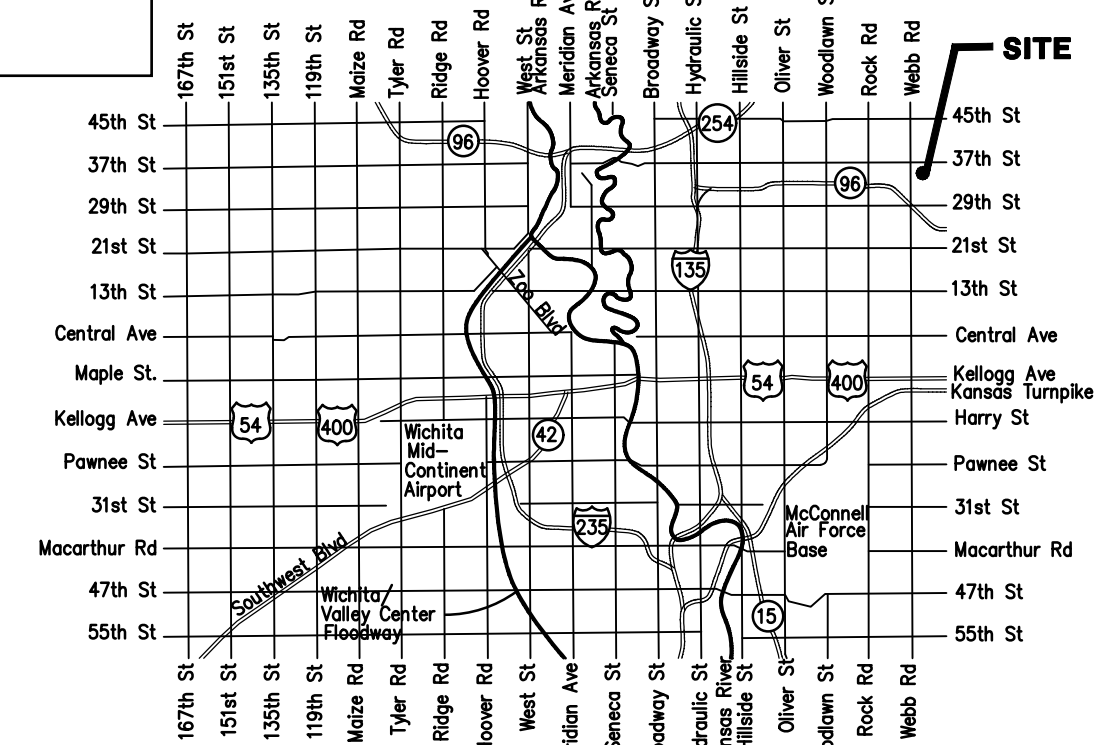 167th St
151st St
135th St
119th St
Maize Rd
Tyler Rd
Ridge Rd
Hoover Rd
West St
Arkansas R
Meridian Av
Arkansas R
Seneca St
Broadway S
Hydraulic S
Hillside St
Oliver St
Woodlawn S
Rock Rd
Webb Rd
SITE
45th St
37th St
29th St
21st St
13th St
Central Ave
Maple St.
Kellogg Ave
Pawnee St
31st St
Macarthur Rd
47th St
55th St
96
254
96
135
Zoo Blvd
54
400
54
400
42
Wichita
Mid-
Continent
Airport
235
McConnell
Air Force
Base
Southwest Blvd
Wichita/
Valley Center
Floodway
15
45th St
37th St
29th St
21st St
13th St
Central Ave
Kellogg Ave
Kansas Turnpike
Harry St
Pawnee St
31st St
Macarthur Rd
47th St
55th St
167th St
151st St
135th St
119th St
Maize Rd
Tyler Rd
Ridge Rd
loover Rd
West St
idian Ave
Seneca St
oadway St
draulic St
nsas River
Hillside St
Oliver St
odlawn St
Rock Rd
Webb Rd